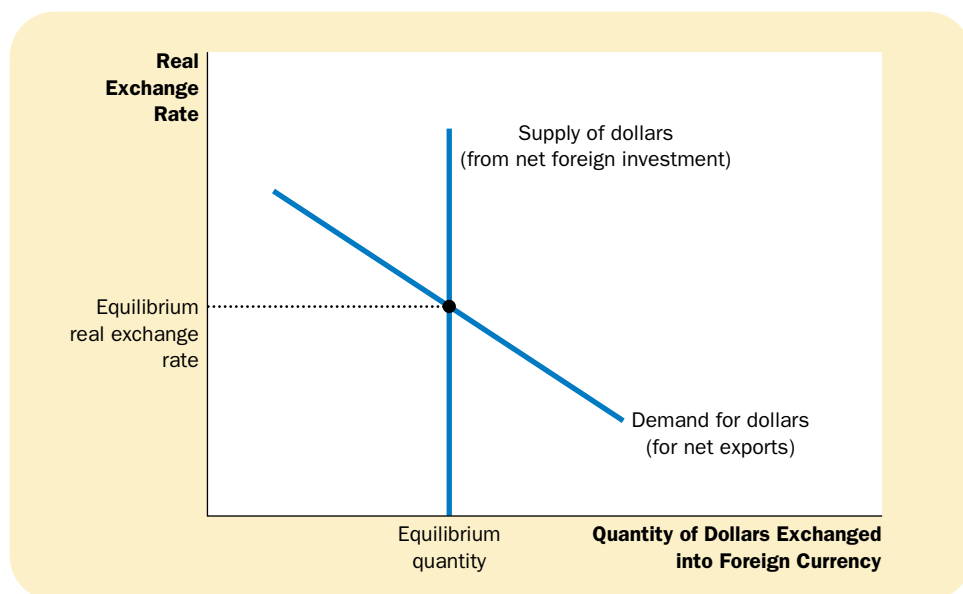 Real
Exchange
Rate
Supply of dollars
(from net foreign investment)
Equilibrium
real exchange
rate
Demand for dollars
(for net exports)
Equilibrium
quantity
Quantity of Dollars Exchanged
into Foreign Currency